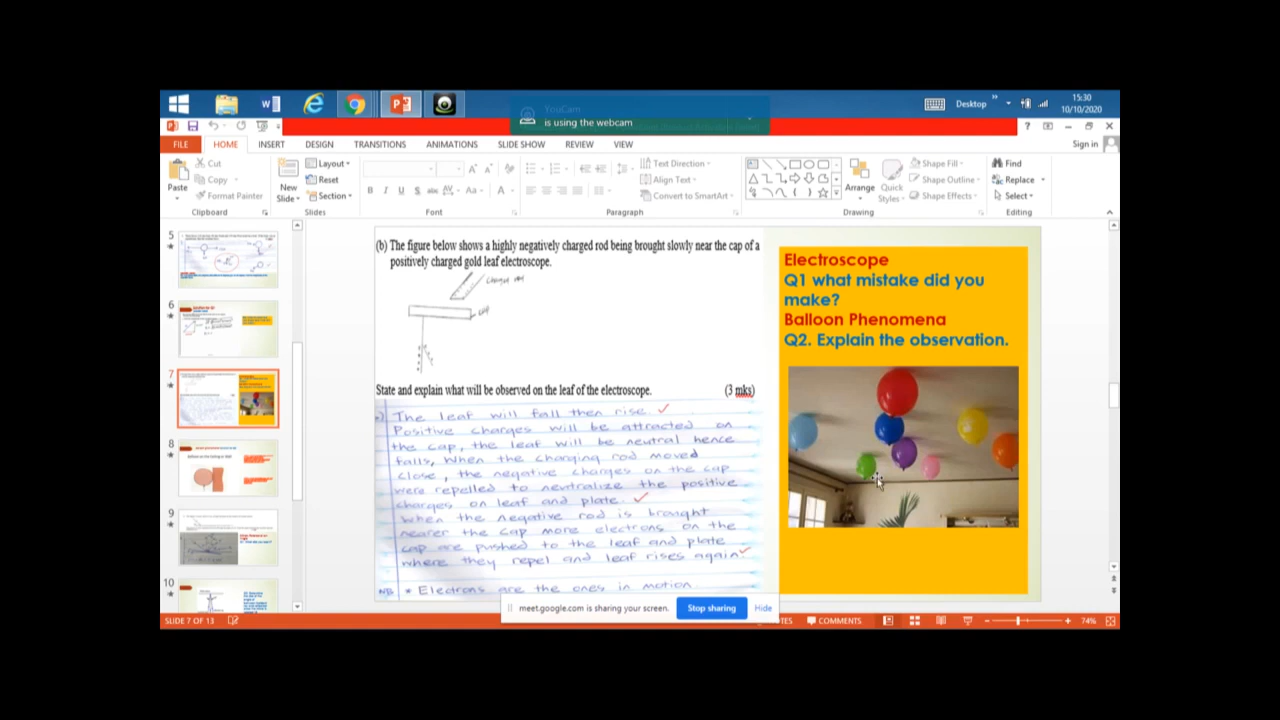 YouCam
is using the webcam
Desktop
15:30
10/10/2020
FILE HOME INSERT DESIGN TRANSITIONS ANIMATIONS SLIDE SHOW REVIEW VIEW
Sign in
Paste
Cut
Copy
Format Painter
Clipboard
New
Slide
Layout
Reset
Section
Slides
Font
Text Direction
Align Text
Convert to SmartArt
Paragraph
Arrange
Quick
Styles
Shape Fill
Shape Outline
Shape Effects
Drawing
Find
Replace
Select
Editing
5
6
7
8
9
10
(b) The figure below shows a highly negatively charged rod being brought slowly near the cap of a
positively charged gold leaf electroscope.
charged rod
cap
State and explain what will be observed on the leaf of the electroscope. (3 mks)
The leaf will fall then rise.
Positive charges will be attracted on
the cap, the leaf will be neutral hence
falls, When the charging rod moved
close, the negative charges on the cap
were repelled to neutralize the positive
charges on leaf and plate.
When the negative rod is brought
nearer the cap more electrons on the
cap are pushed to the leaf and plate
where they repel and leaf rises again
NB * Electrons are the ones in motion
Electroscope
Q1 what mistake did you
make?
Balloon Phenomena
Q2. Explain the observation.
meet.google.com is sharing your screen. Stop sharing Hide
SLIDE 7 OF 13
COMMENTS
74%